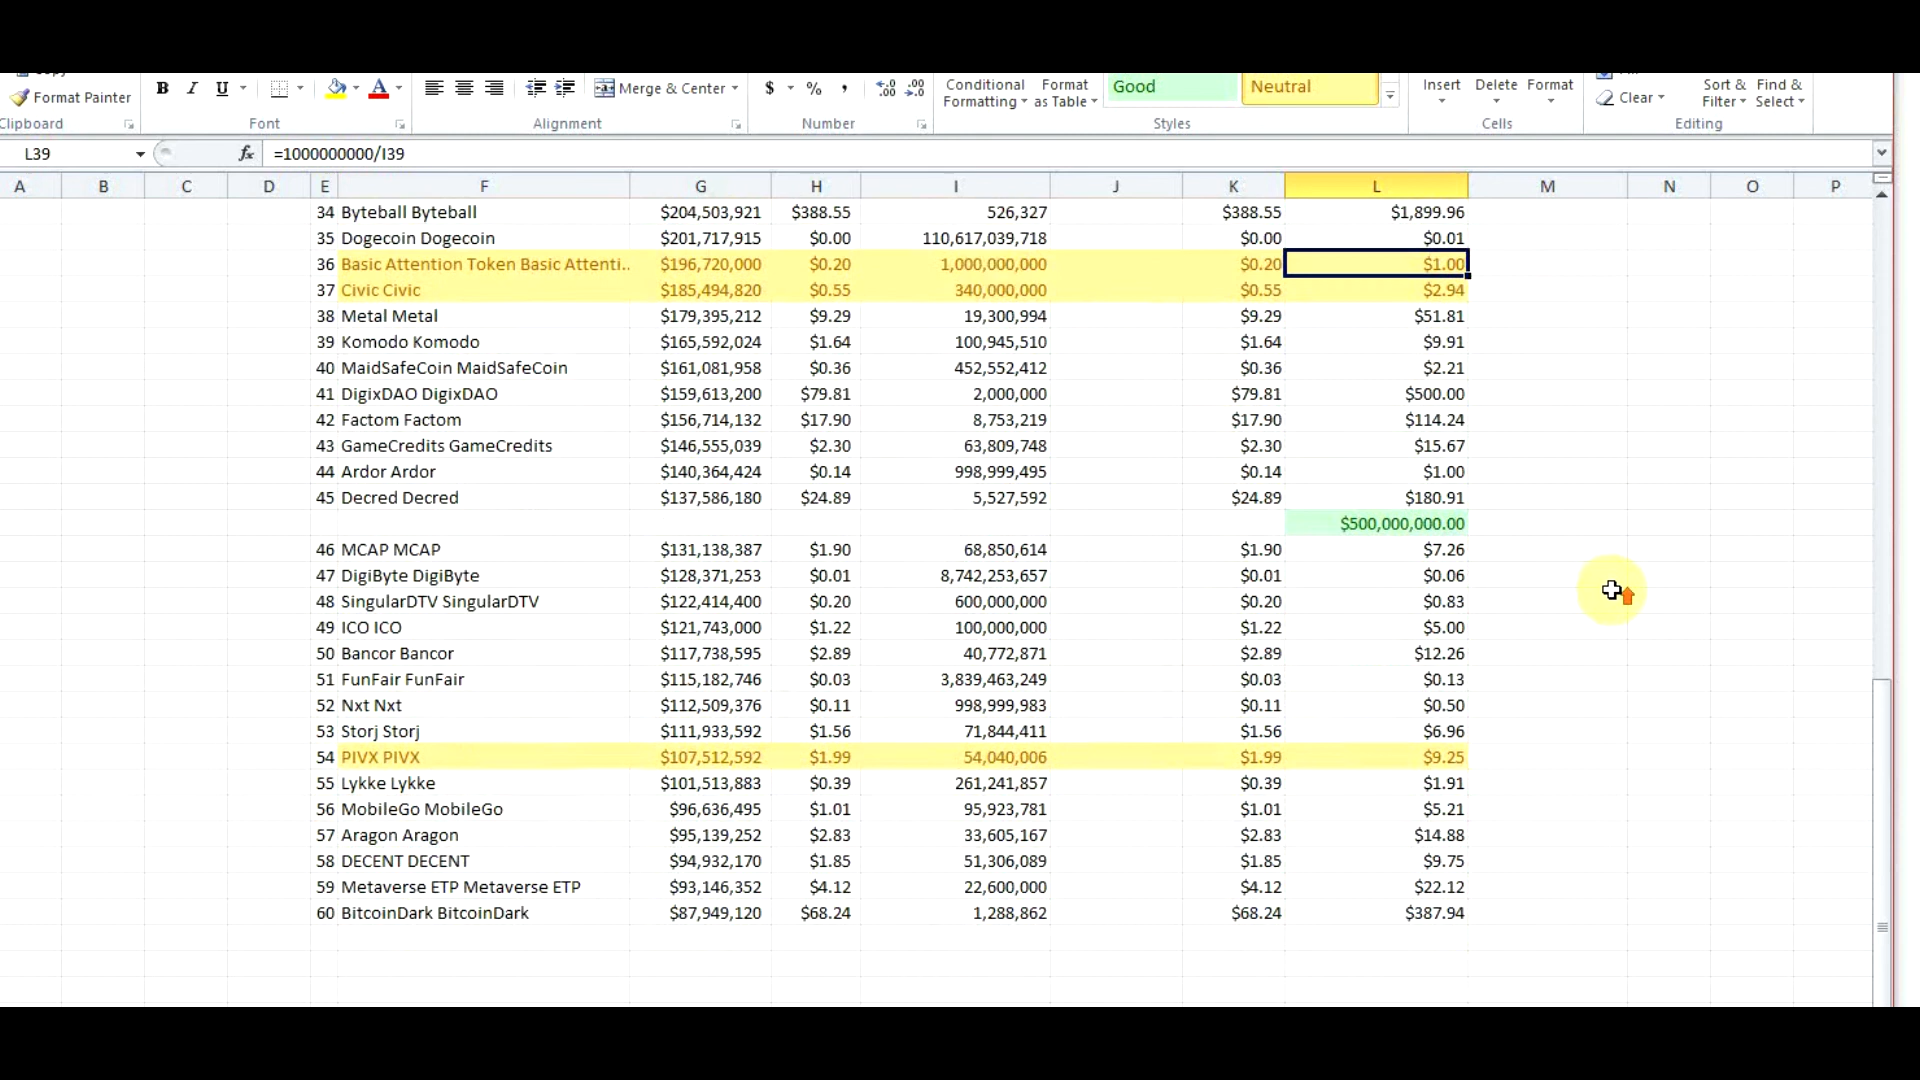 Format Painter
B I U A Merge & Center $ % , Conditional Formatting Format as Table Good Neutral Insert Delete Format Clear Sort & Filter Find & Select
Clipboard Font Alignment Number Styles Cells Editing
L39 fx =1000000000/I39
A B C D E F G H I J K L M N O P
34 Byteball Byteball $204,503,921 $388.55 526,327 $388.55 $1,899.96
35 Dogecoin Dogecoin $201,717,915 $0.00 110,617,039,718 $0.00 $0.01
36 Basic Attention Token Basic Attenti.. $196,720,000 $0.20 1,000,000,000 $0.20 $1.00
37 Civic Civic $185,494,820 $0.55 340,000,000 $0.55 $2.94
38 Metal Metal $179,395,212 $9.29 19,300,994 $9.29 $51.81
39 Komodo Komodo $165,592,024 $1.64 100,945,510 $1.64 $9.91
40 MaidSafeCoin MaidSafeCoin $161,081,958 $0.36 452,552,412 $0.36 $2.21
41 DigixDAO DigixDAO $159,613,200 $79.81 2,000,000 $79.81 $500.00
42 Factom Factom $156,714,132 $17.90 8,753,219 $17.90 $114.24
43 GameCredits GameCredits $146,555,039 $2.30 63,809,748 $2.30 $15.67
44 Ardor Ardor $140,364,424 $0.14 998,999,495 $0.14 $1.00
45 Decred Decred $137,586,180 $24.89 5,527,592 $24.89 $180.91
$500,000,000.00
46 MCAP MCAP $131,138,387 $1.90 68,850,614 $1.90 $7.26
47 DigiByte DigiByte $128,371,253 $0.01 8,742,253,657 $0.01 $0.06
48 SingularDTV SingularDTV $122,414,400 $0.20 600,000,000 $0.20 $0.83
49 ICO ICO $121,743,000 $1.22 100,000,000 $1.22 $5.00
50 Bancor Bancor $117,738,595 $2.89 40,772,871 $2.89 $12.26
51 FunFair FunFair $115,182,746 $0.03 3,839,463,249 $0.03 $0.13
52 Nxt Nxt $112,509,376 $0.11 998,999,983 $0.11 $0.50
53 Storj Storj $111,933,592 $1.56 71,844,411 $1.56 $6.96
54 PIVX PIVX $107,512,592 $1.99 54,040,006 $1.99 $9.25
55 Lykke Lykke $101,513,883 $0.39 261,241,857 $0.39 $1.91
56 MobileGo MobileGo $96,636,495 $1.01 95,923,781 $1.01 $5.21
57 Aragon Aragon $95,139,252 $2.83 33,605,167 $2.83 $14.88
58 DECENT DECENT $94,932,170 $1.85 51,306,089 $1.85 $9.75
59 Metaverse ETP Metaverse ETP $93,146,352 $4.12 22,600,000 $4.12 $22.12
60 BitcoinDark BitcoinDark $87,949,120 $68.24 1,288,862 $68.24 $387.94